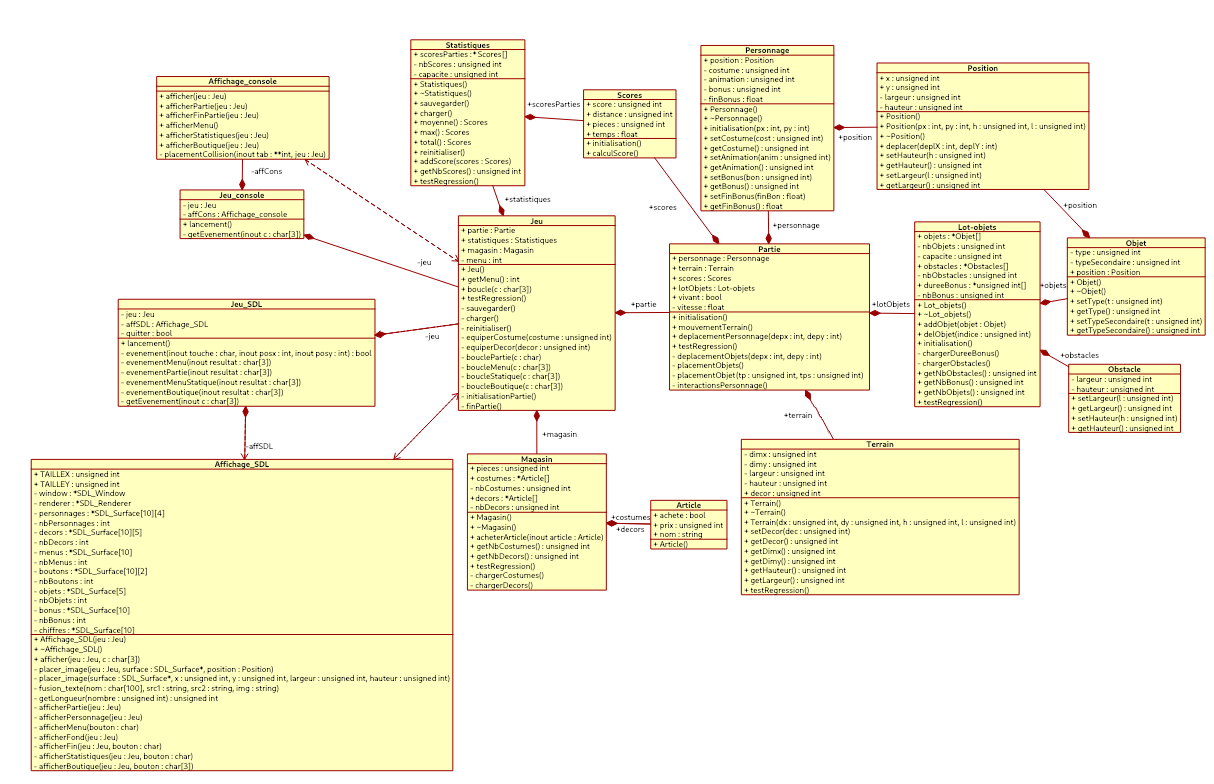 Statistiques
+ scoresParties : * Scores[]
- nbScores : unsigned int
- capacite : unsigned int
+ Statistiques()
+ ~Statistiques()
+ sauvegarder()
+ charger()
+ moyenne() : Scores
+ max() : Scores
+ total() : Scores
+ reinitialiser()
+ addScore(scores : Scores)
+ getNbScores() : unsigned int
+ testRegression()
Affichage_console
+ afficher(jeu : Jeu)
+ afficherPartie(jeu : Jeu)
+ afficherFinPartie(jeu : Jeu)
+ afficherMenu()
+ afficherStatistiques(jeu : Jeu)
+ afficherBoutique(jeu : Jeu)
- placementCollision(inout tab : **int, jeu : Jeu)
-affCons
Jeu_console
- jeu : Jeu
- affCons : Affichage_console
+ lancement()
- getEvenement(inout c : char[3])
-jeu
+scoresParties
Scores
+ score : unsigned int
+ distance : unsigned int
+ pieces : unsigned int
+ temps : float
+ initialisation()
+ calculScore()
+scores
+statistiques
Personnage
+ position : Position
- costume : unsigned int
- animation : unsigned int
- bonus : unsigned int
- finBonus : float
+ Personnage()
+ ~Personnage()
+ initialisation(px : int, py : int)
+ setCostume(cost : unsigned int)
+ getCostume() : unsigned int
+ setAnimation(anim : unsigned int)
+ getAnimation() : unsigned int
+ setBonus(bon : unsigned int)
+ getBonus() : unsigned int
+ setFinBonus(finBon : float)
+ getFinBonus() : float
+position
+personnage
Position
+ x : unsigned int
+ y : unsigned int
- largeur : unsigned int
- hauteur : unsigned int
+ Position()
+ Position(px : int, py : int, h : unsigned int, l : unsigned int)
+ ~Position()
+ deplacer(deplX : int, deplY : int)
+ setHauteur(h : unsigned int)
+ getHauteur() : unsigned int
+ setLargeur(l : unsigned int)
+ getLargeur() : unsigned int
+position
Jeu
+ partie : Partie
+ statistiques : Statistiques
+ magasin : Magasin
- menu : int
+ Jeu()
+ getMenu() : int
+ boucle(c : char[3])
+ testRegression()
- sauvegarder()
- charger()
- reinitialiser()
- equiperCostume(costume : unsigned int)
- equiperDecor(decor : unsigned int)
- bouclePartie(c : char)
- boucleMenu(c : char[3])
- boucleStatique(c : char[3])
- boucleBoutique(c : char[3])
- initialisationPartie()
- finPartie()
+partie
Partie
+ personnage : Personnage
+ terrain : Terrain
+ scores : Scores
+ lotObjets : Lot-objets
+ vivant : bool
- vitesse : float
+ initialisation()
+ mouvementTerrain()
+ deplacementPersonnage(depx : int, depy : int)
+ testRegression()
- deplacementObjets(depx : int, depy : int)
- placementObjets()
- placementObjet(tp : unsigned int, tps : unsigned int)
- interactionsPersonnage()
+lotObjets
Lot-objets
+ objets : *Objet[]
- nbObjets : unsigned int
- capacite : unsigned int
+ obstacles : *Obstacles[]
- nbObstacles : unsigned int
+ dureeBonus : *unsigned int[]
- nbBonus : unsigned int
+ Lot_objets()
+ ~Lot_objets()
+ addObjet(objet : Objet)
+ delObjet(indice : unsigned int)
+ initialisation()
- chargerDureeBonus()
- chargerObstacles()
+ getNbObstacles() : unsigned int
+ getNbBonus() : unsigned int
+ getNbObjets() : unsigned int
+ testRegression()
+objets
Objet
- type : unsigned int
- typeSecondaire : unsigned int
+ position : Position
+ Objet()
+ ~Objet()
+ setType(t : unsigned int)
+ getType() : unsigned int
+ setTypeSecondaire(t : unsigned int)
+ getTypeSecondaire() : unsigned int
+obstacles
Obstacle
- largeur : unsigned int
- hauteur : unsigned int
+ setLargeur(l : unsigned int)
+ getLargeur() : unsigned int
+ setHauteur(h : unsigned int)
+ getHauteur() : unsigned int
Jeu_SDL
- jeu : Jeu
- affSDL : Affichage_SDL
- quitter : bool
+ lancement()
- evenement(inout touche : char, inout posx : int, inout posy : int) : bool
- evenementMenu(inout resultat : char[3])
- evenementPartie(inout resultat : char[3])
- evenementMenuStatique(inout resultat : char[3])
- evenementBoutique(inout resultat : char[3])
- getEvenement(inout c : char[3])
-jeu
-affSDL
Affichage_SDL
+ TAILLEX : unsigned int
+ TAILLEY : unsigned int
- window : *SDL_Window
- renderer : *SDL_Renderer
- personnages : *SDL_Surface[10][4]
- nbPersonnages : int
- decors : *SDL_Surface[10][5]
- nbDecors : int
- menus : *SDL_Surface[10]
- nbMenus : int
- boutons : *SDL_Surface[10][2]
- nbBoutons : int
- objets : *SDL_Surface[5]
- nbObjets : int
- bonus : *SDL_Surface[10]
- nbBonus : int
- chiffres : *SDL_Surface[10]
+ Affichage_SDL(jeu : Jeu)
+ ~Affichage_SDL()
+ afficher(jeu : Jeu, c : char[3])
- placer_image(jeu : Jeu, surface : SDL_Surface*, position : Position)
- placer_image(surface : SDL_Surface*, x : unsigned int, y : unsigned int, largeur : unsigned int, hauteur : unsigned int)
- fusion_texte(nom : char[100], src1 : string, src2 : string, img : string)
- getLongueur(nombre : unsigned int) : unsigned int
- afficherPartie(jeu : Jeu)
- afficherPersonnage(jeu : Jeu)
- afficherMenu(bouton : char)
- afficherFond(jeu : Jeu)
- afficherFin(jeu : Jeu, bouton : char)
- afficherStatistiques(jeu : Jeu, bouton : char)
- afficherBoutique(jeu : Jeu, bouton : char[3])
+magasin
Magasin
+ pieces : unsigned int
+ costumes : *Article[]
- nbCostumes : unsigned int
+decors : *Article[]
- nbDecors : unsigned int
+ Magasin()
+ ~Magasin()
+ acheterArticle(inout article : Article)
+ getNbCostumes() : unsigned int
+ getNbDecors() : unsigned int
+ testRegression()
- chargerCostumes()
- chargerDecors()
+costumes
+decors
Article
+ achete : bool
+ prix : unsigned int
+ nom : string
+ Article()
+terrain
Terrain
- dimx : unsigned int
- dimy : unsigned int
- largeur : unsigned int
- hauteur : unsigned int
+ decor : unsigned int
+ Terrain()
+ ~Terrain()
+ Terrain(dx : unsigned int, dy : unsigned int, h : unsigned int, l : unsigned int)
+ setDecor(dec : unsigned int)
+ getDecor() : unsigned int
+ getDimx() : unsigned int
+ getDimy() : unsigned int
+ getHauteur() : unsigned int
+ getLargeur() : unsigned int
+ testRegression()